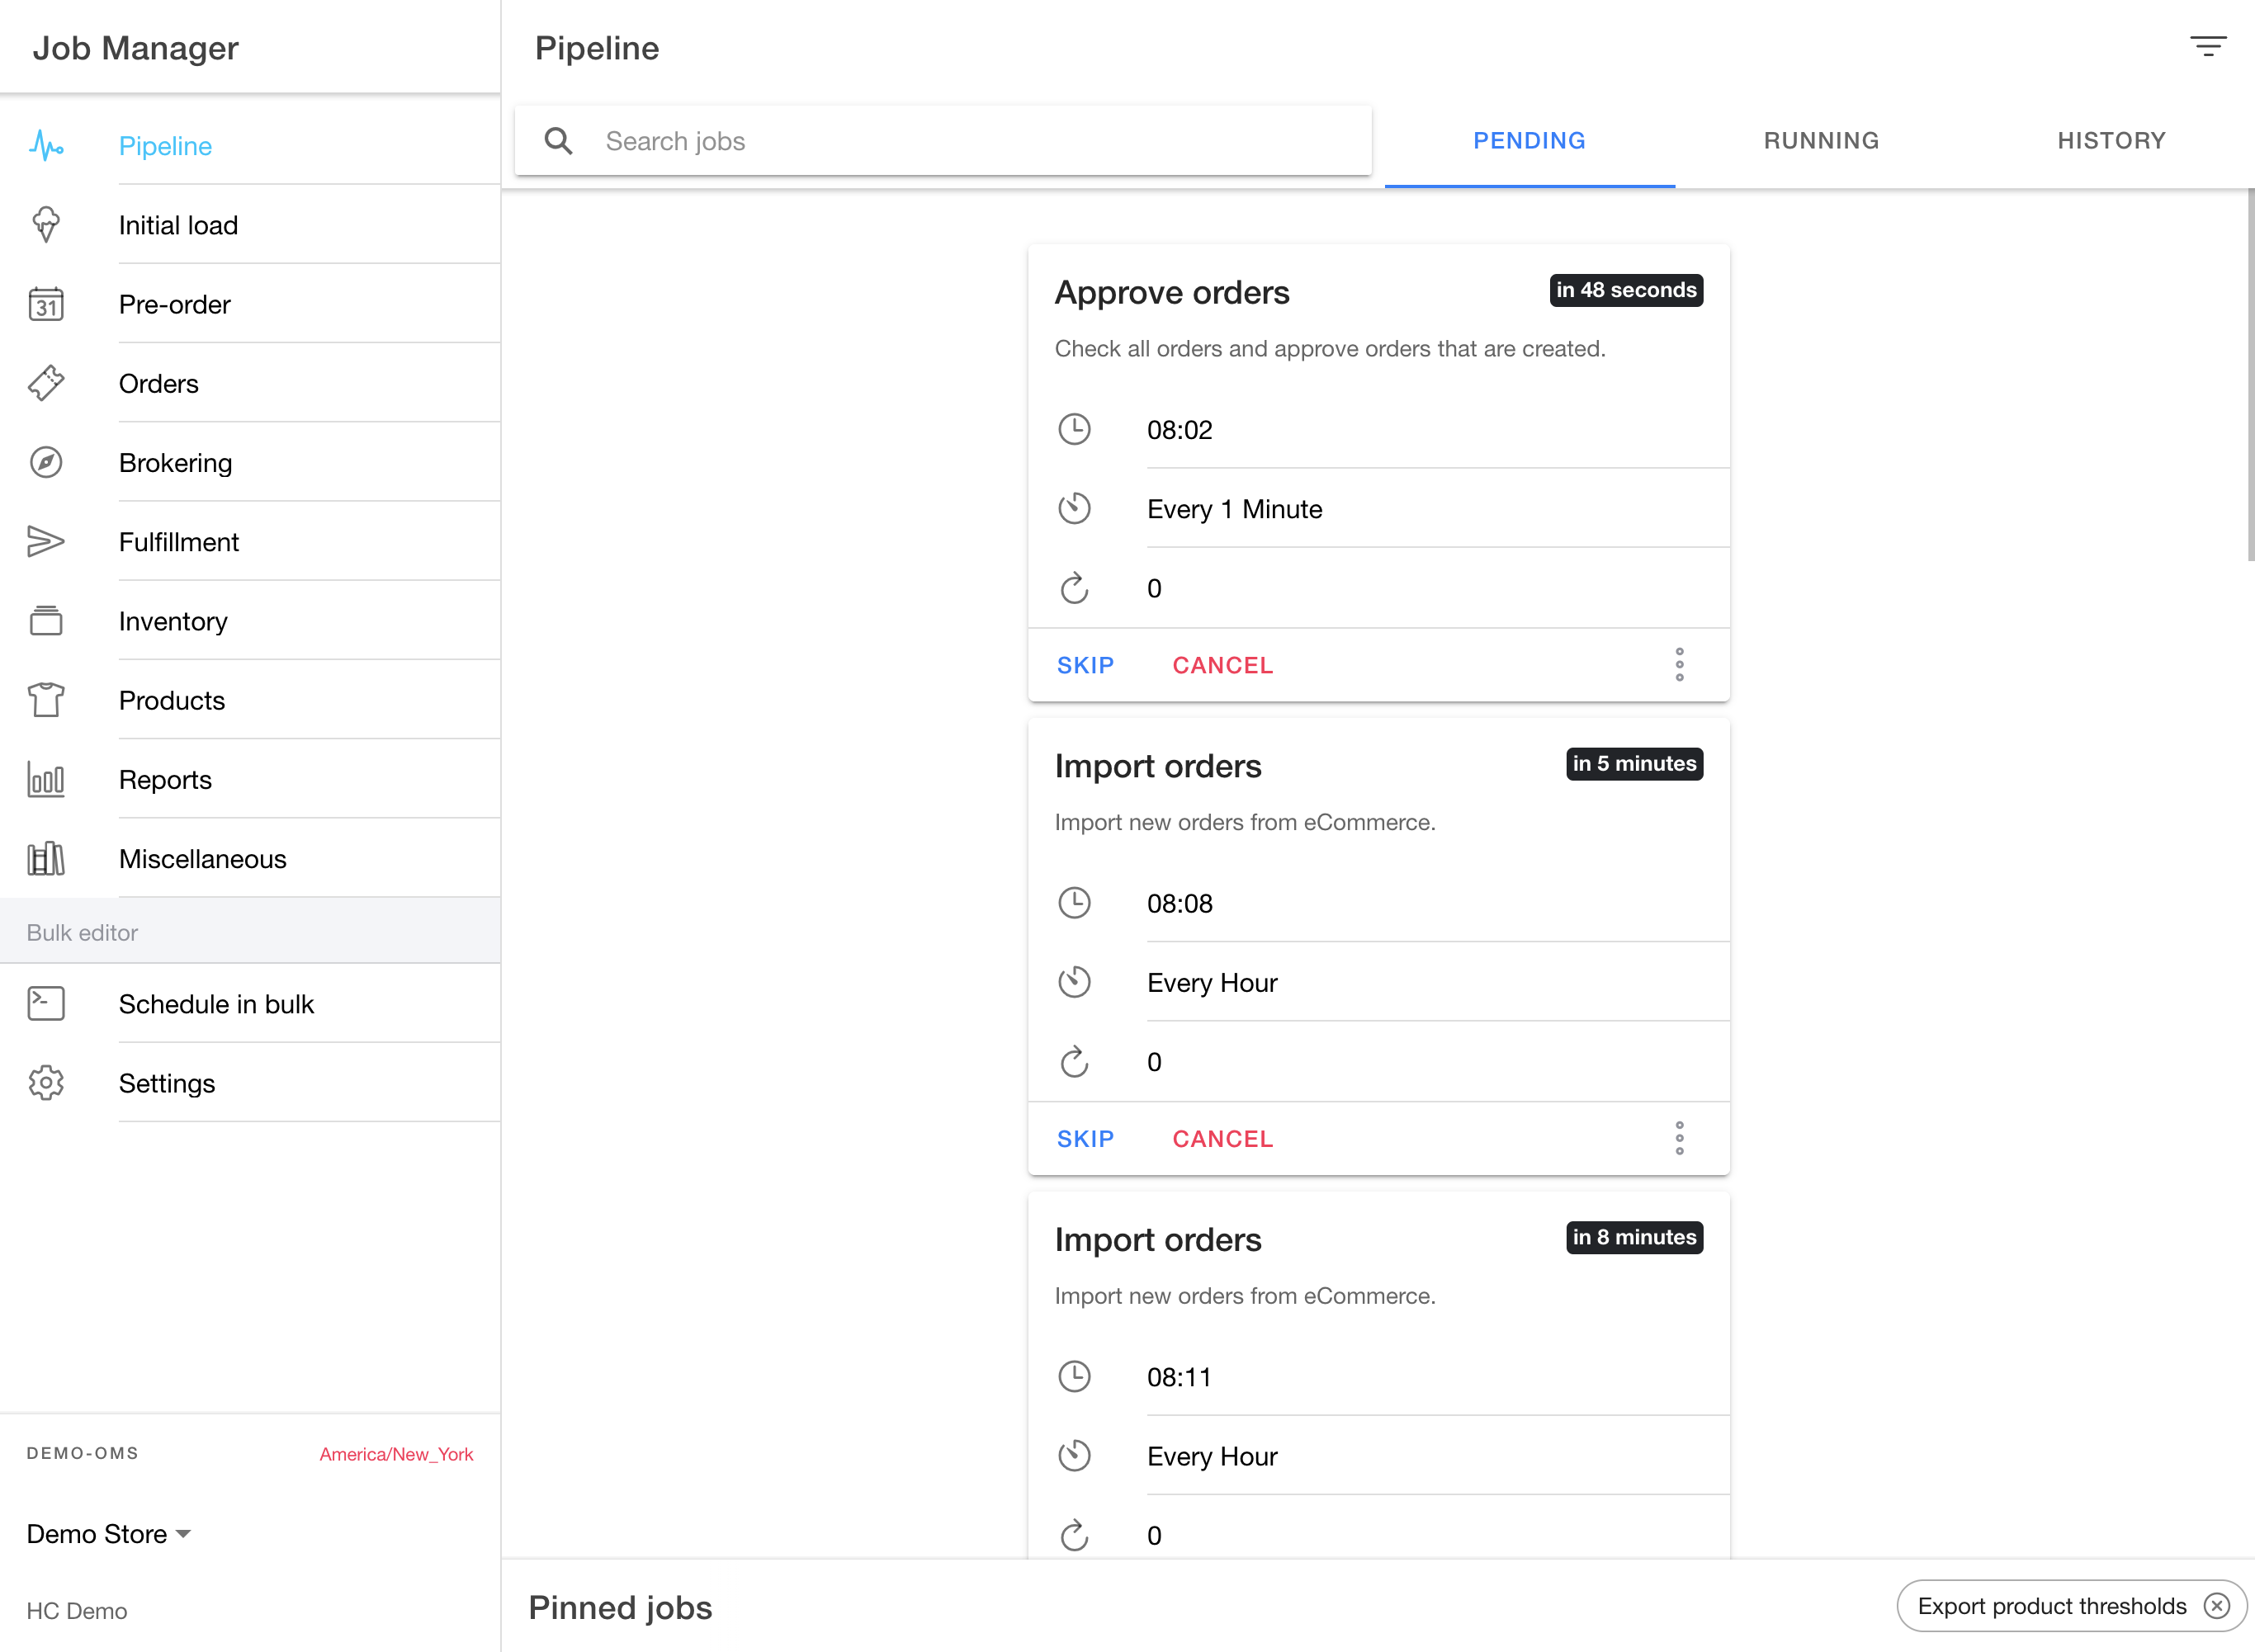 Job Manager
Pipeline
Initial load
31
Pre-order
Orders
Brokering
Fulfillment
Inventory
Products
Reports
Miscellaneous
Bulk editor
Schedule in bulk
Settings
DEMO-OMS
America/New_York
Demo Store
HC Demo
Pipeline
Search jobs
PENDING
RUNNING
HISTORY
Approve orders
in 48 seconds
Check all orders and approve orders that are created.
08:02
Every 1 Minute
0
SKIP
CANCEL
Import orders
in 5 minutes
Import new orders from eCommerce.
08:08
Every Hour
0
SKIP
CANCEL
Import orders
in 8 minutes
Import new orders from eCommerce.
08:11
Every Hour
0
Pinned jobs
Export product thresholds